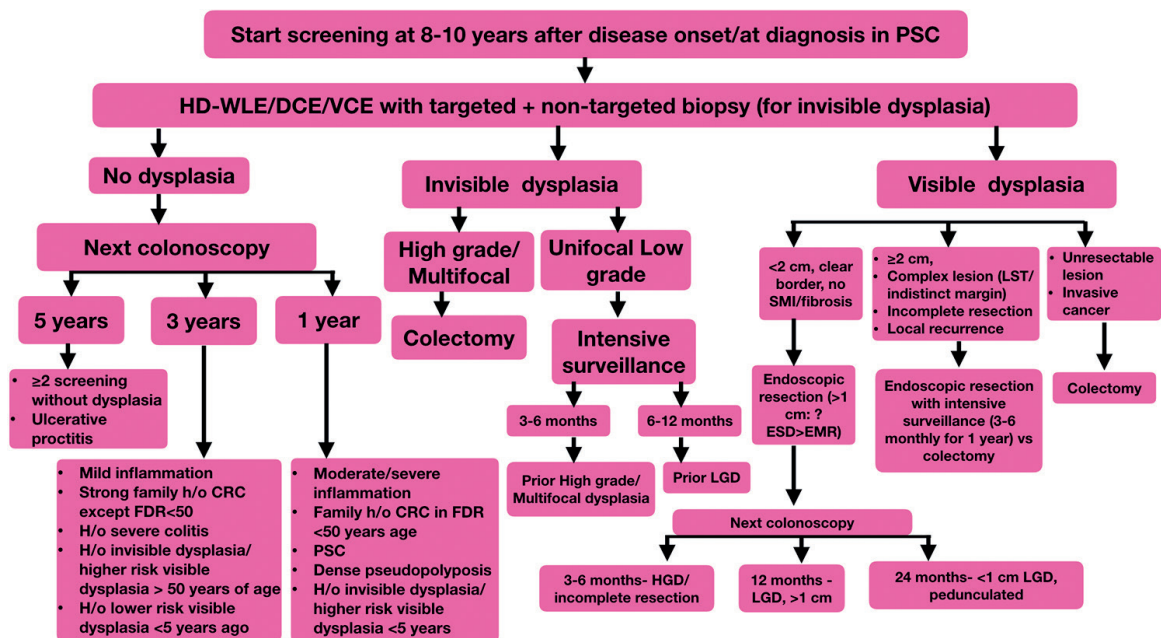 Start screening at 8-10 years after disease onset/at diagnosis in PSC
HD-WLE/DCE/VCE with targeted + non-targeted biopsy (for invisible dysplasia)
No dysplasia
Next colonoscopy
5 years
3 years
1 year
• ≥2 screening
without dysplasia
• Ulcerative
proctitis
• Mild inflammation
• Strong family h/o CRC
except FDR<50
• H/o severe colitis
• H/o invisible dysplasia/
higher risk visible
dysplasia > 50 years of age
• H/o lower risk visible
dysplasia <5 years ago
• Moderate/severe
inflammation
• Family h/o CRC in FDR
<50 years age
• PSC
• Dense pseudopolyposis
• H/o invisible dysplasia/
higher risk visible
dysplasia <5 years
Invisible dysplasia
High grade/
Multifocal
Colectomy
Unifocal Low
grade
Intensive
surveillance
3-6 months
6-12 months
Prior High grade/
Multifocal dysplasia
Prior LGD
Visible dysplasia
<2 cm, clear
border, no
SMI/fibrosis
Endoscopic
resection (>1
cm: ?
ESD>EMR)
Next colonoscopy
3-6 months- HGD/
incomplete resection
12 months -
LGD, >1 cm
24 months- <1 cm LGD,
pedunculated
• ≥2 cm,
• Complex lesion (LST/
indistinct margin)
• Incomplete resection
• Local recurrence
Endoscopic resection
with intensive
surveillance (3-6
monthly for 1 year) vs
colectomy
• Unresectable
lesion
• Invasive
cancer
Colectomy